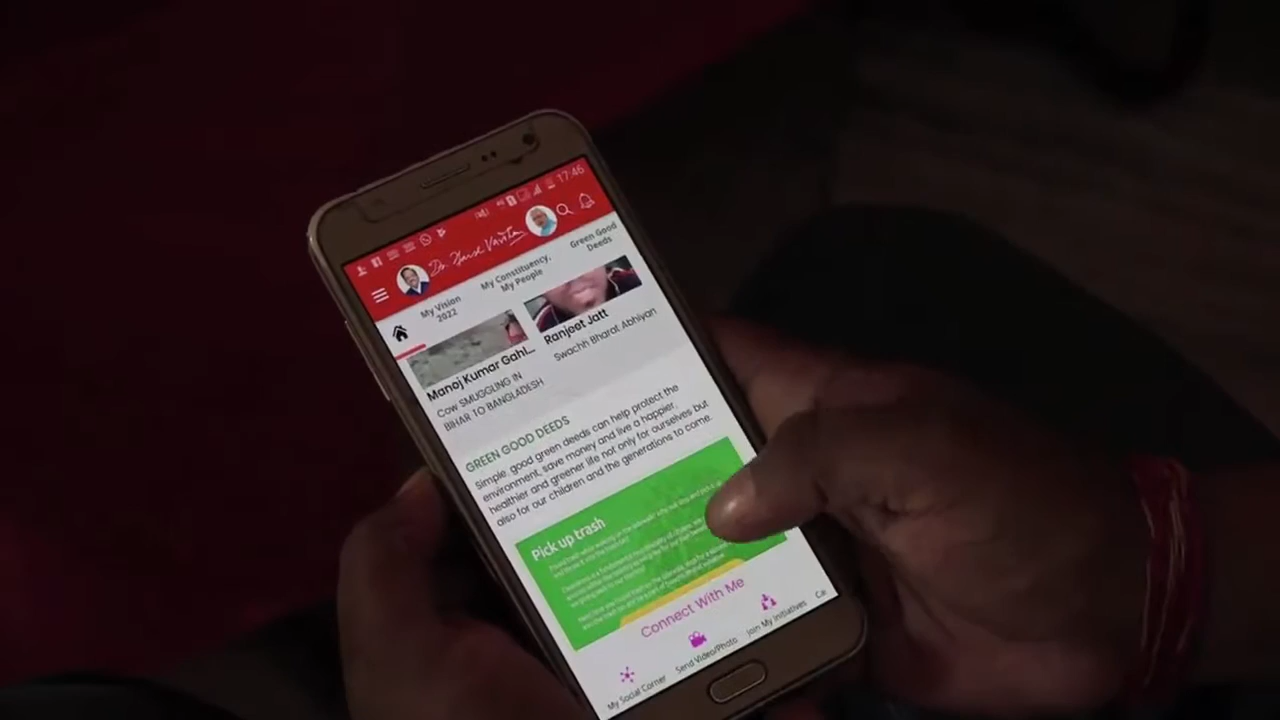 17:46
My Vision
2022
My Constituency,
My People
Green Good
Deeds
Manoj Kumar Gahl...
Cow SMUGGLING IN
BIHAR TO BANGLADESH
Ranjeet Jatt
Swachh Bharat Abhiyan
GREEN GOOD DEEDS
Simple, good green deeds can help protect the
environment, save money and live a happier,
healthier and greener life not only for ourselves but
also for our children and the generations to come.
Pick up trash
Connect With Me
My Social Corner
Send Video/Photo
Join My Initiatives